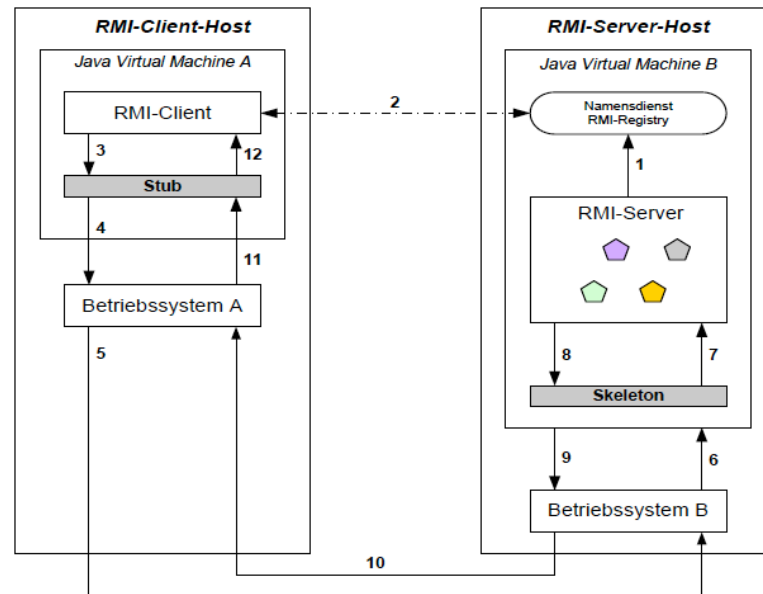 RMI-Client-Host
RMI-Server-Host
Java Virtual Machine A
Java Virtual Machine B
RMI-Client
2
Namensdienst
RMI-Registry
3
12
1
Stub
RMI-Server
4
11
Betriebssystem A
5
8
7
Skeleton
9
6
Betriebssystem B
10